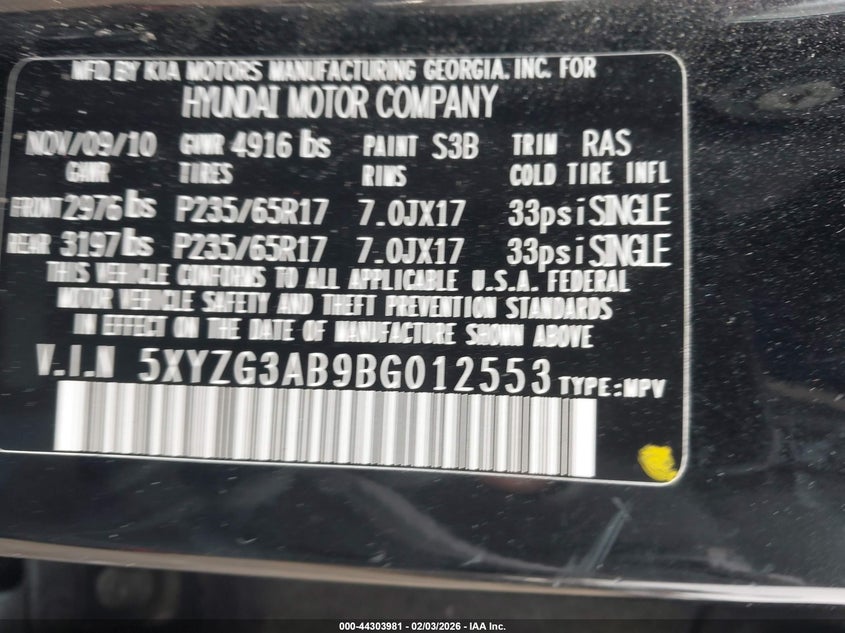 MFD BY KIA MOTORS MANUFACTURING GEORGIA, INC. FOR
HYUNDAI MOTOR COMPANY
NOV/09/10 GVWR 4916 lbs PAINT S3B TRIM RAS
GAWR TIRES RIMS COLD TIRE INFL
FRONT 2976 lbs P235/65R17 7.0JX17 33psi SINGLE
REAR 3197 lbs P235/65R17 7.0JX17 33psi SINGLE
THIS VEHICLE CONFORMS TO ALL APPLICABLE U.S.A. FEDERAL
MOTOR VEHICLE SAFETY AND THEFT PREVENTION STANDARDS
IN EFFECT ON THE DATE OF MANUFACTURE SHOWN ABOVE
V.I.N 5XYZG3AB9BG012553 TYPE:MPV
000-44303981 - 02/03/2026 - IAA Inc.